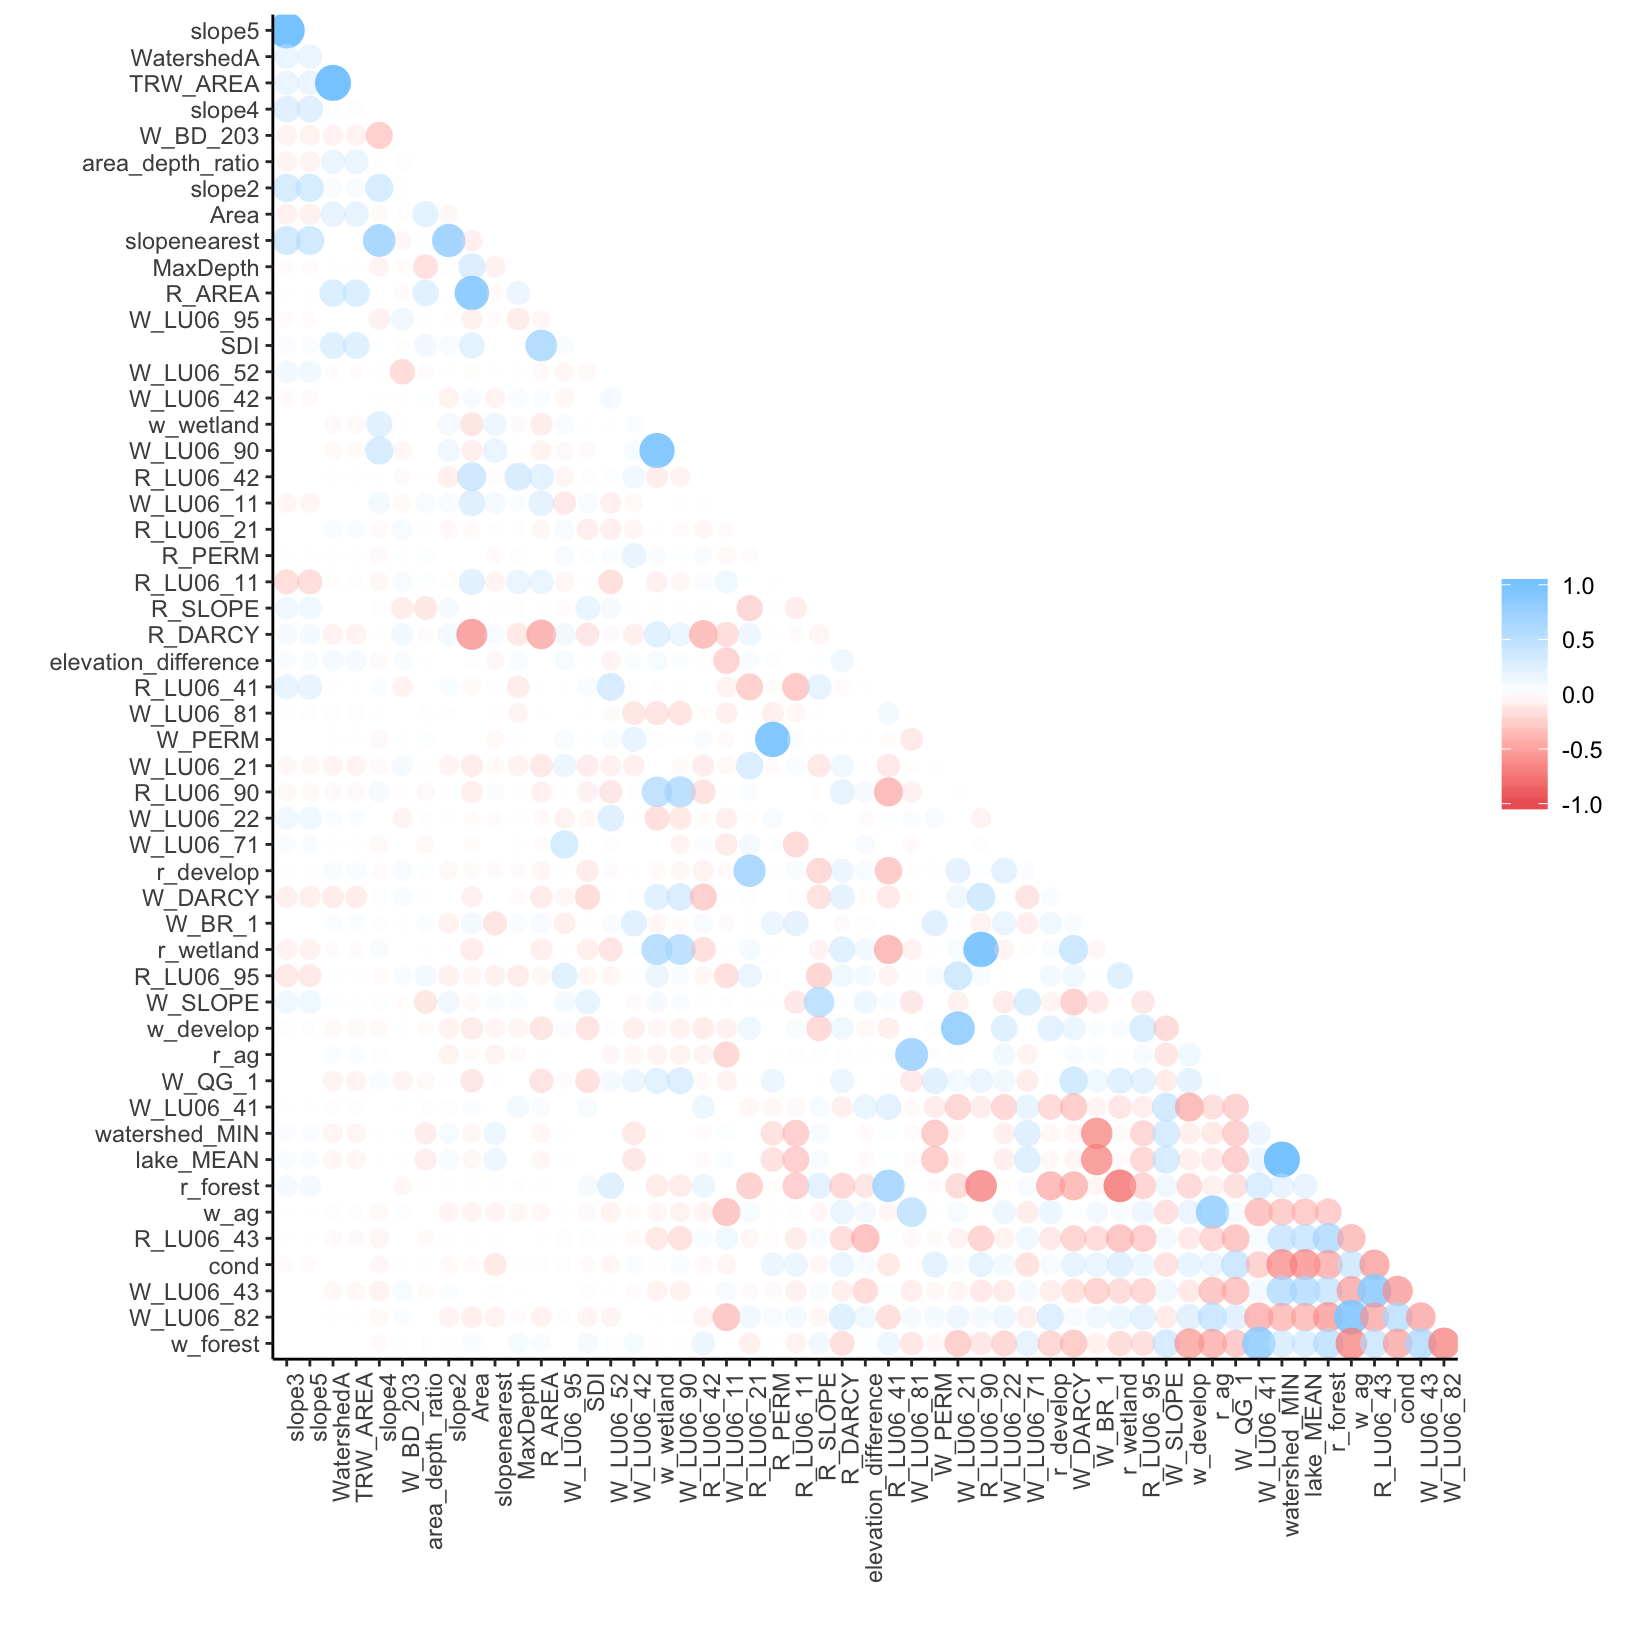 slope5
WatershedA
TRW_AREA
slope4
W_BD_203
area_depth_ratio
slope2
Area
slopenearest
MaxDepth
R_AREA
W_LU06_95
SDI
W_LU06_52
W_LU06_42
w_wetland
W_LU06_90
R_LU06_42
W_LU06_11
R_LU06_21
R_PERM
R_LU06_11
R_SLOPE
R_DARCY
elevation_difference
R_LU06_41
W_LU06_81
W_PERM
W_LU06_21
R_LU06_90
W_LU06_22
W_LU06_71
r_develop
W_DARCY
W_BR_1
r_wetland
R_LU06_95
W_SLOPE
w_develop
r_ag
W_QG_1
W_LU06_41
watershed_MIN
lake_MEAN
r_forest
w_ag
R_LU06_43
cond
W_LU06_43
W_LU06_82
w_forest
slope3
slope5
WatershedA
TRW_AREA
slope4
W_BD_203
area_depth_ratio
slope2
Area
slopenearest
MaxDepth
R_AREA
W_LU06_95
SDI
W_LU06_52
W_LU06_42
w_wetland
W_LU06_90
R_LU06_42
W_LU06_11
R_LU06_21
R_PERM
R_LU06_11
R_SLOPE
R_DARCY
elevation_difference
R_LU06_41
W_LU06_81
W_PERM
W_LU06_21
R_LU06_90
W_LU06_22
W_LU06_71
r_develop
W_DARCY
W_BR_1
r_wetland
R_LU06_95
W_SLOPE
w_develop
r_ag
W_QG_1
W_LU06_41
watershed_MIN
lake_MEAN
r_forest
w_ag
R_LU06_43
cond
W_LU06_43
W_LU06_82
1.0
0.5
0.0
-0.5
-1.0